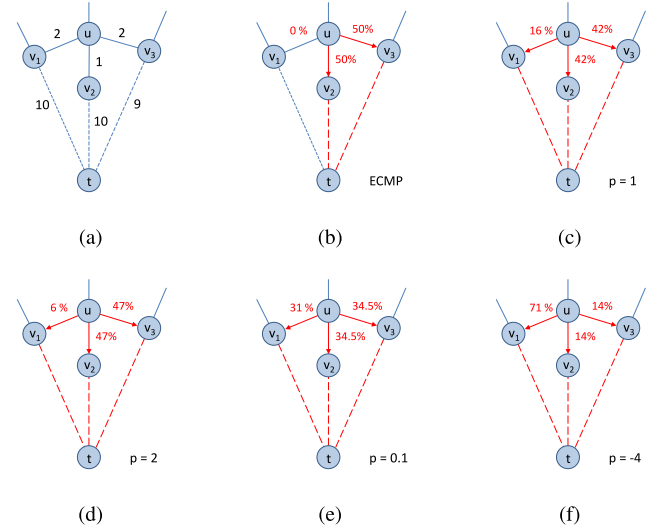 2 u 2
v1 v3
1
v2
10 10 9
t
(a)
0 % u 50%
v1 v3
50%
v2
t ECMP
(b)
16 % u 42%
v1 v3
42%
v2
t p = 1
(c)
6 % u 47%
v1 v3
47%
v2
t p = 2
(d)
31 % u 34.5%
v1 v3
34.5%
v2
t p = 0.1
(e)
71 % u 14%
v1 v3
14%
v2
t p = -4
(f)